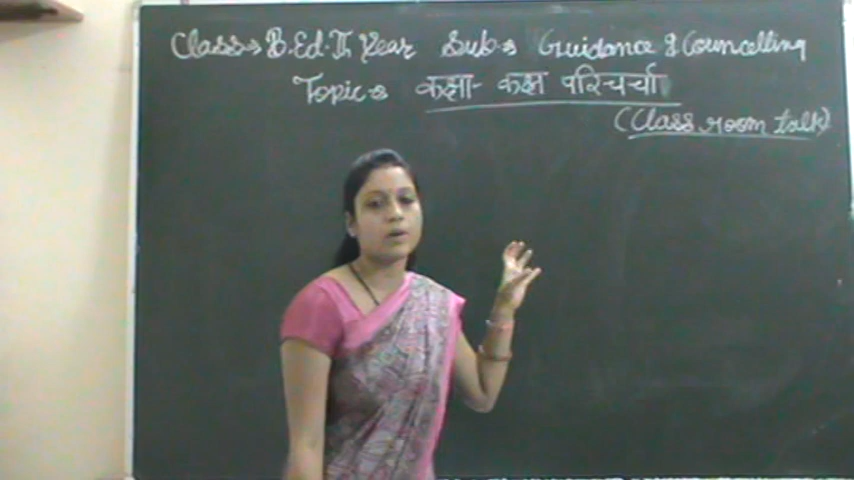 Class→ B.Ed. II Year Sub.→ Guidance & Councelling
Topic→ कक्षा- कक्ष परिचर्चा
(Class room talk)